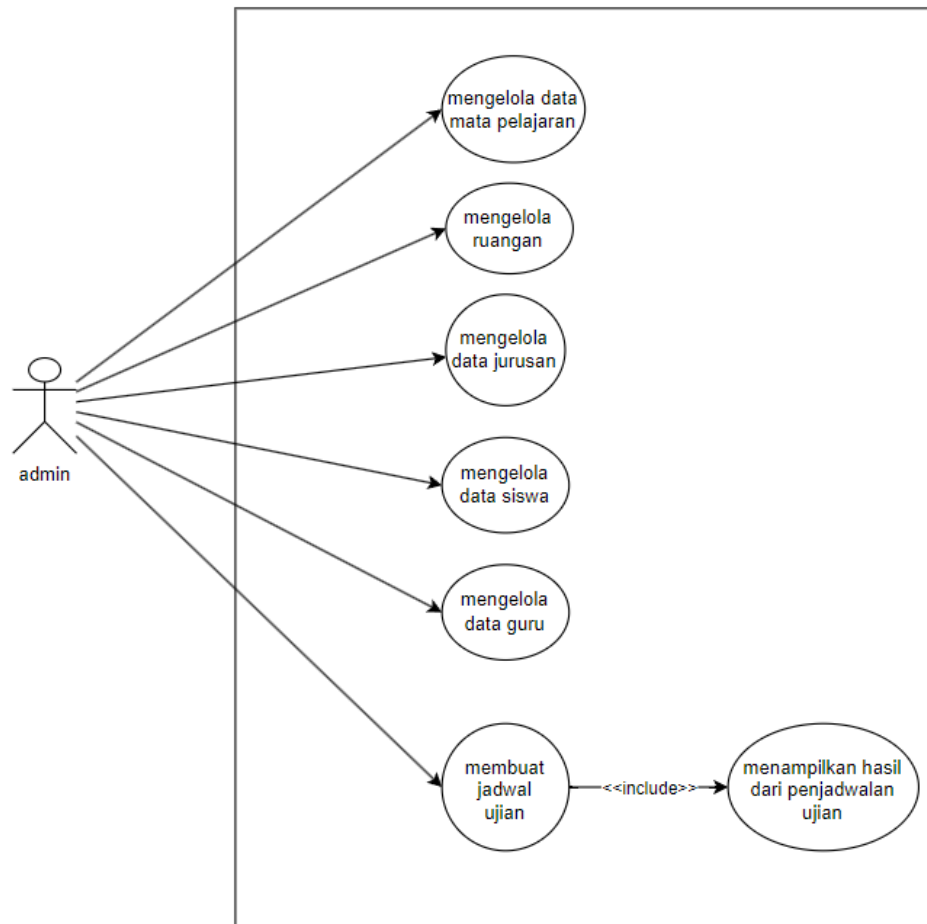 mengelola data
mata pelajaran
mengelola
ruangan
mengelola
data jurusan
admin
mengelola
data siswa
mengelola
data guru
membuat
jadwal
ujian
<<include>>
menampilkan hasil
dari penjadwalan
ujian